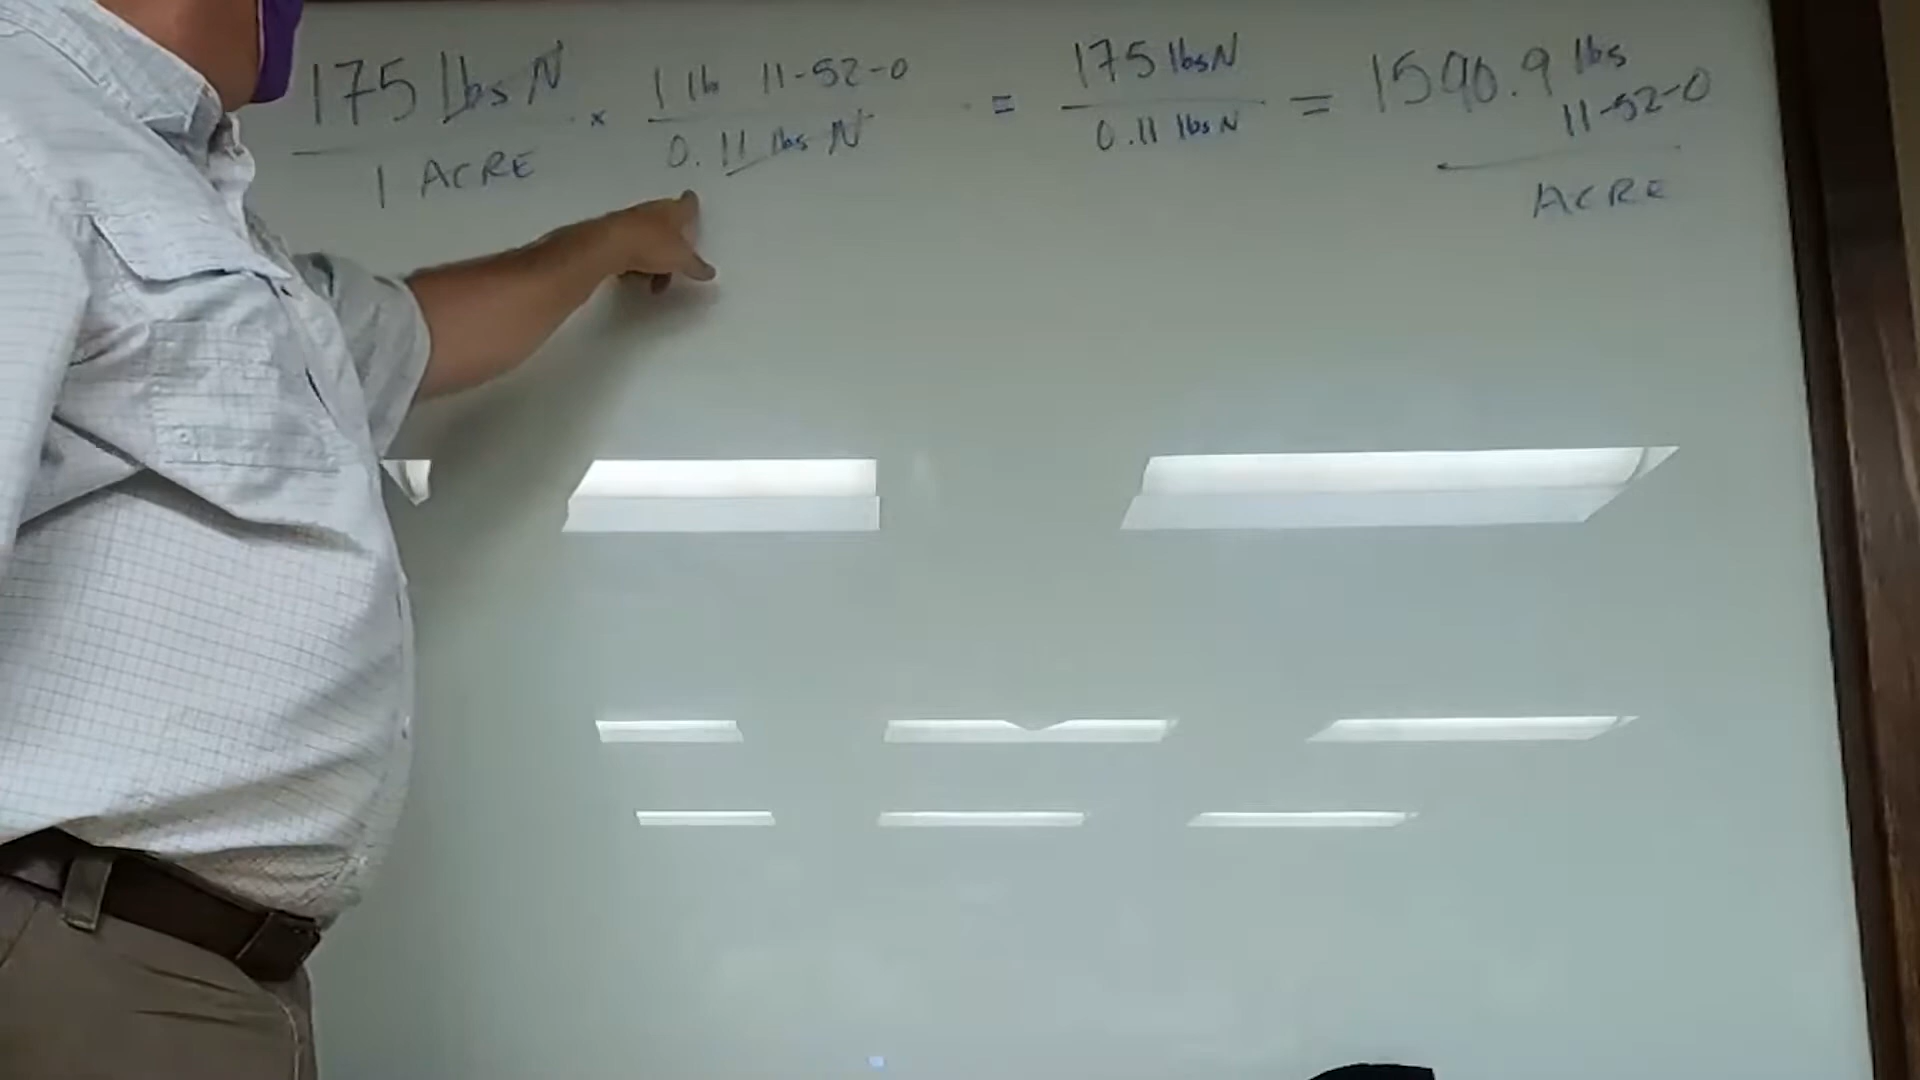 175 lbs N × 1 lb 11-52-0 = 175 lbs N = 1590.9 lbs 11-52-0
1 ACRE 0.11 lbs N 0.11 lbs N ACRE